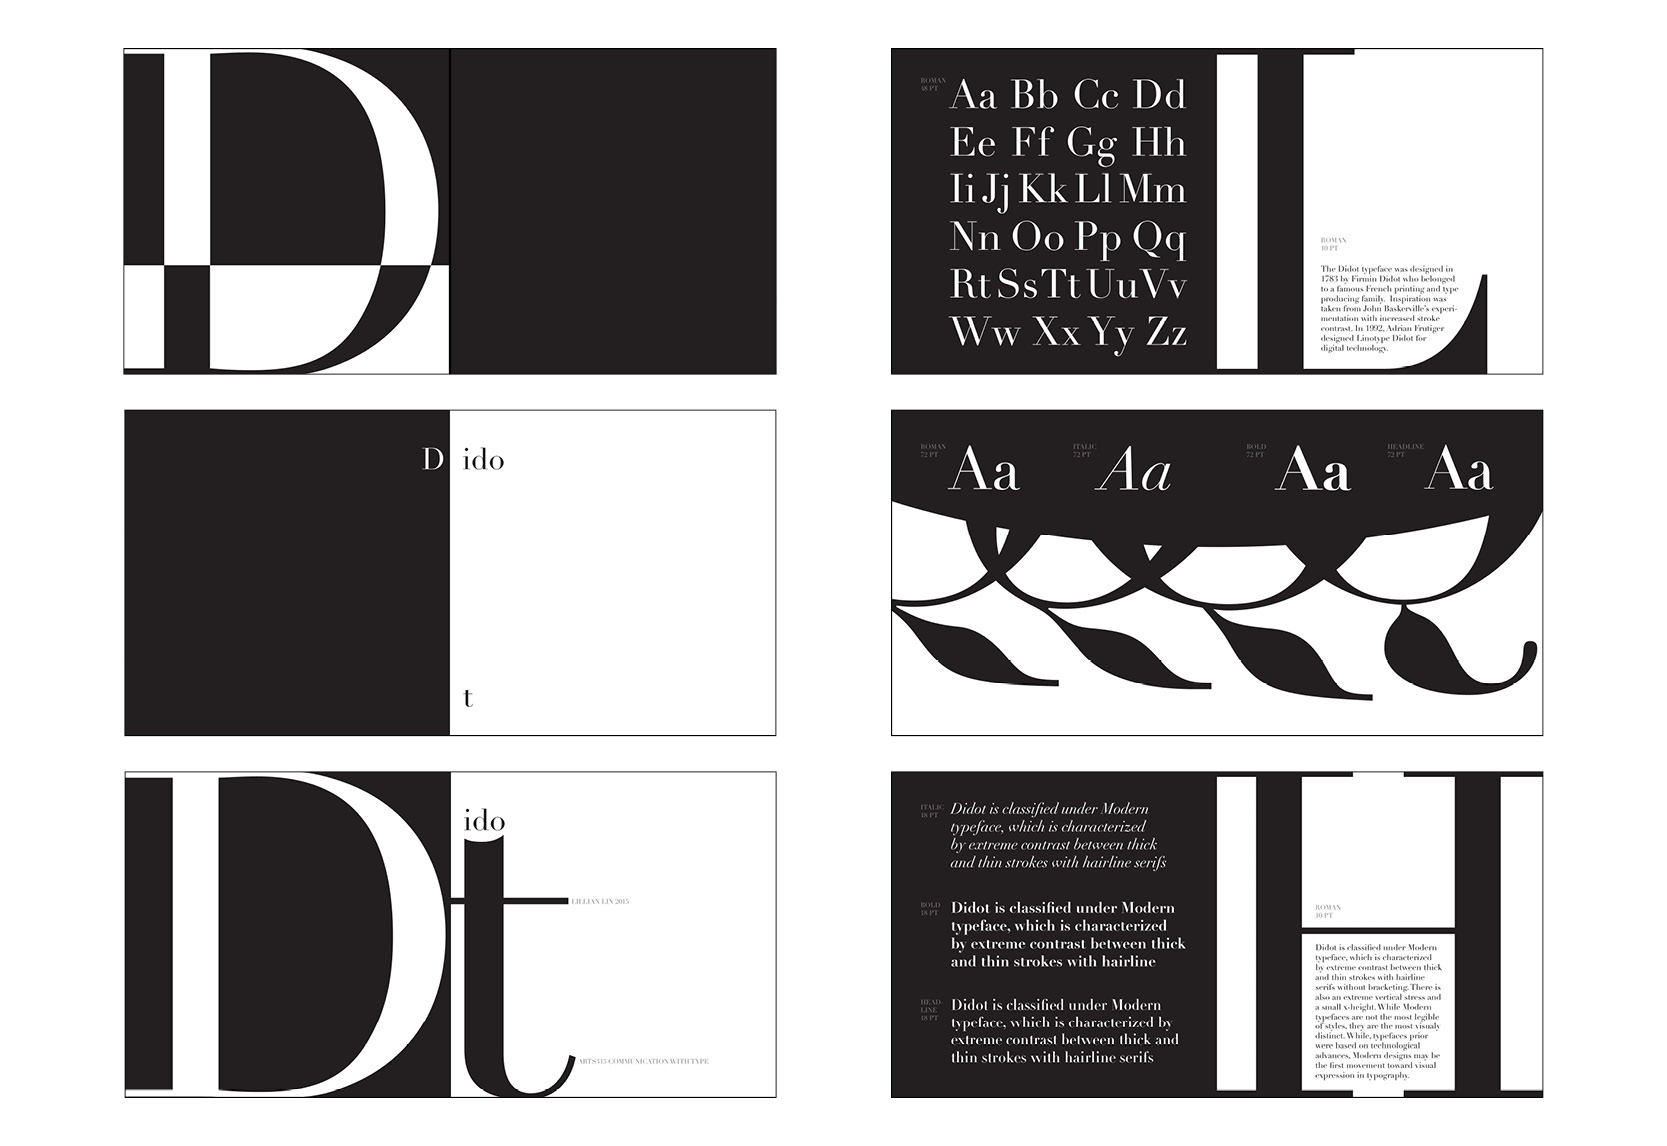 D
ROMAN
48 PT
Aa Bb Cc Dd
Ee Ff Gg Hh
Ii Jj Kk Ll Mm
Nn Oo Pp Qq
Rt Ss Tt Uu Vv
Ww Xx Yy Zz
L
ROMAN
10 PT
The Didot typeface was designed in
1783 by Firmin Didot who belonged
to a famous French printing and type
producing family. Inspiration was
taken from John Baskerville's experi-
mentation with increased stroke
contrast. In 1992, Adrian Frutiger
designed Linotype Didot for
digital technology.
D ido
t
ROMAN
72 PT
Aa
ITALIC
72 PT
Aa
BOLD
72 PT
Aa
HEADLINE
72 PT
Aa
D
ido
t
LILLIAN LIN 2015
ARTS315-COMMUNICATION WITH TYPE
ITALIC
18 PT
Didot is classified under Modern
typeface, which is characterized
by extreme contrast between thick
and thin strokes with hairline serifs
BOLD
18 PT
Didot is classified under Modern
typeface, which is characterized
by extreme contrast between thick
and thin strokes with hairline
HEAD-
LINE
18 PT
Didot is classified under Modern
typeface, which is characterized by
extreme contrast between thick and
thin strokes with hairline serifs
H
ROMAN
10 PT
Didot is classified under Modern
typeface, which is characterized
by extreme contrast between thick
and thin strokes with hairline
serifs without bracketing. There is
also an extreme vertical stress and
a small x-height. While Modern
typefaces are not the most legible
of styles, they are the most visualy
distinct. While, typefaces prior
were based on technological
advances, Modern designs may be
the first movement toward visual
expression in typography.